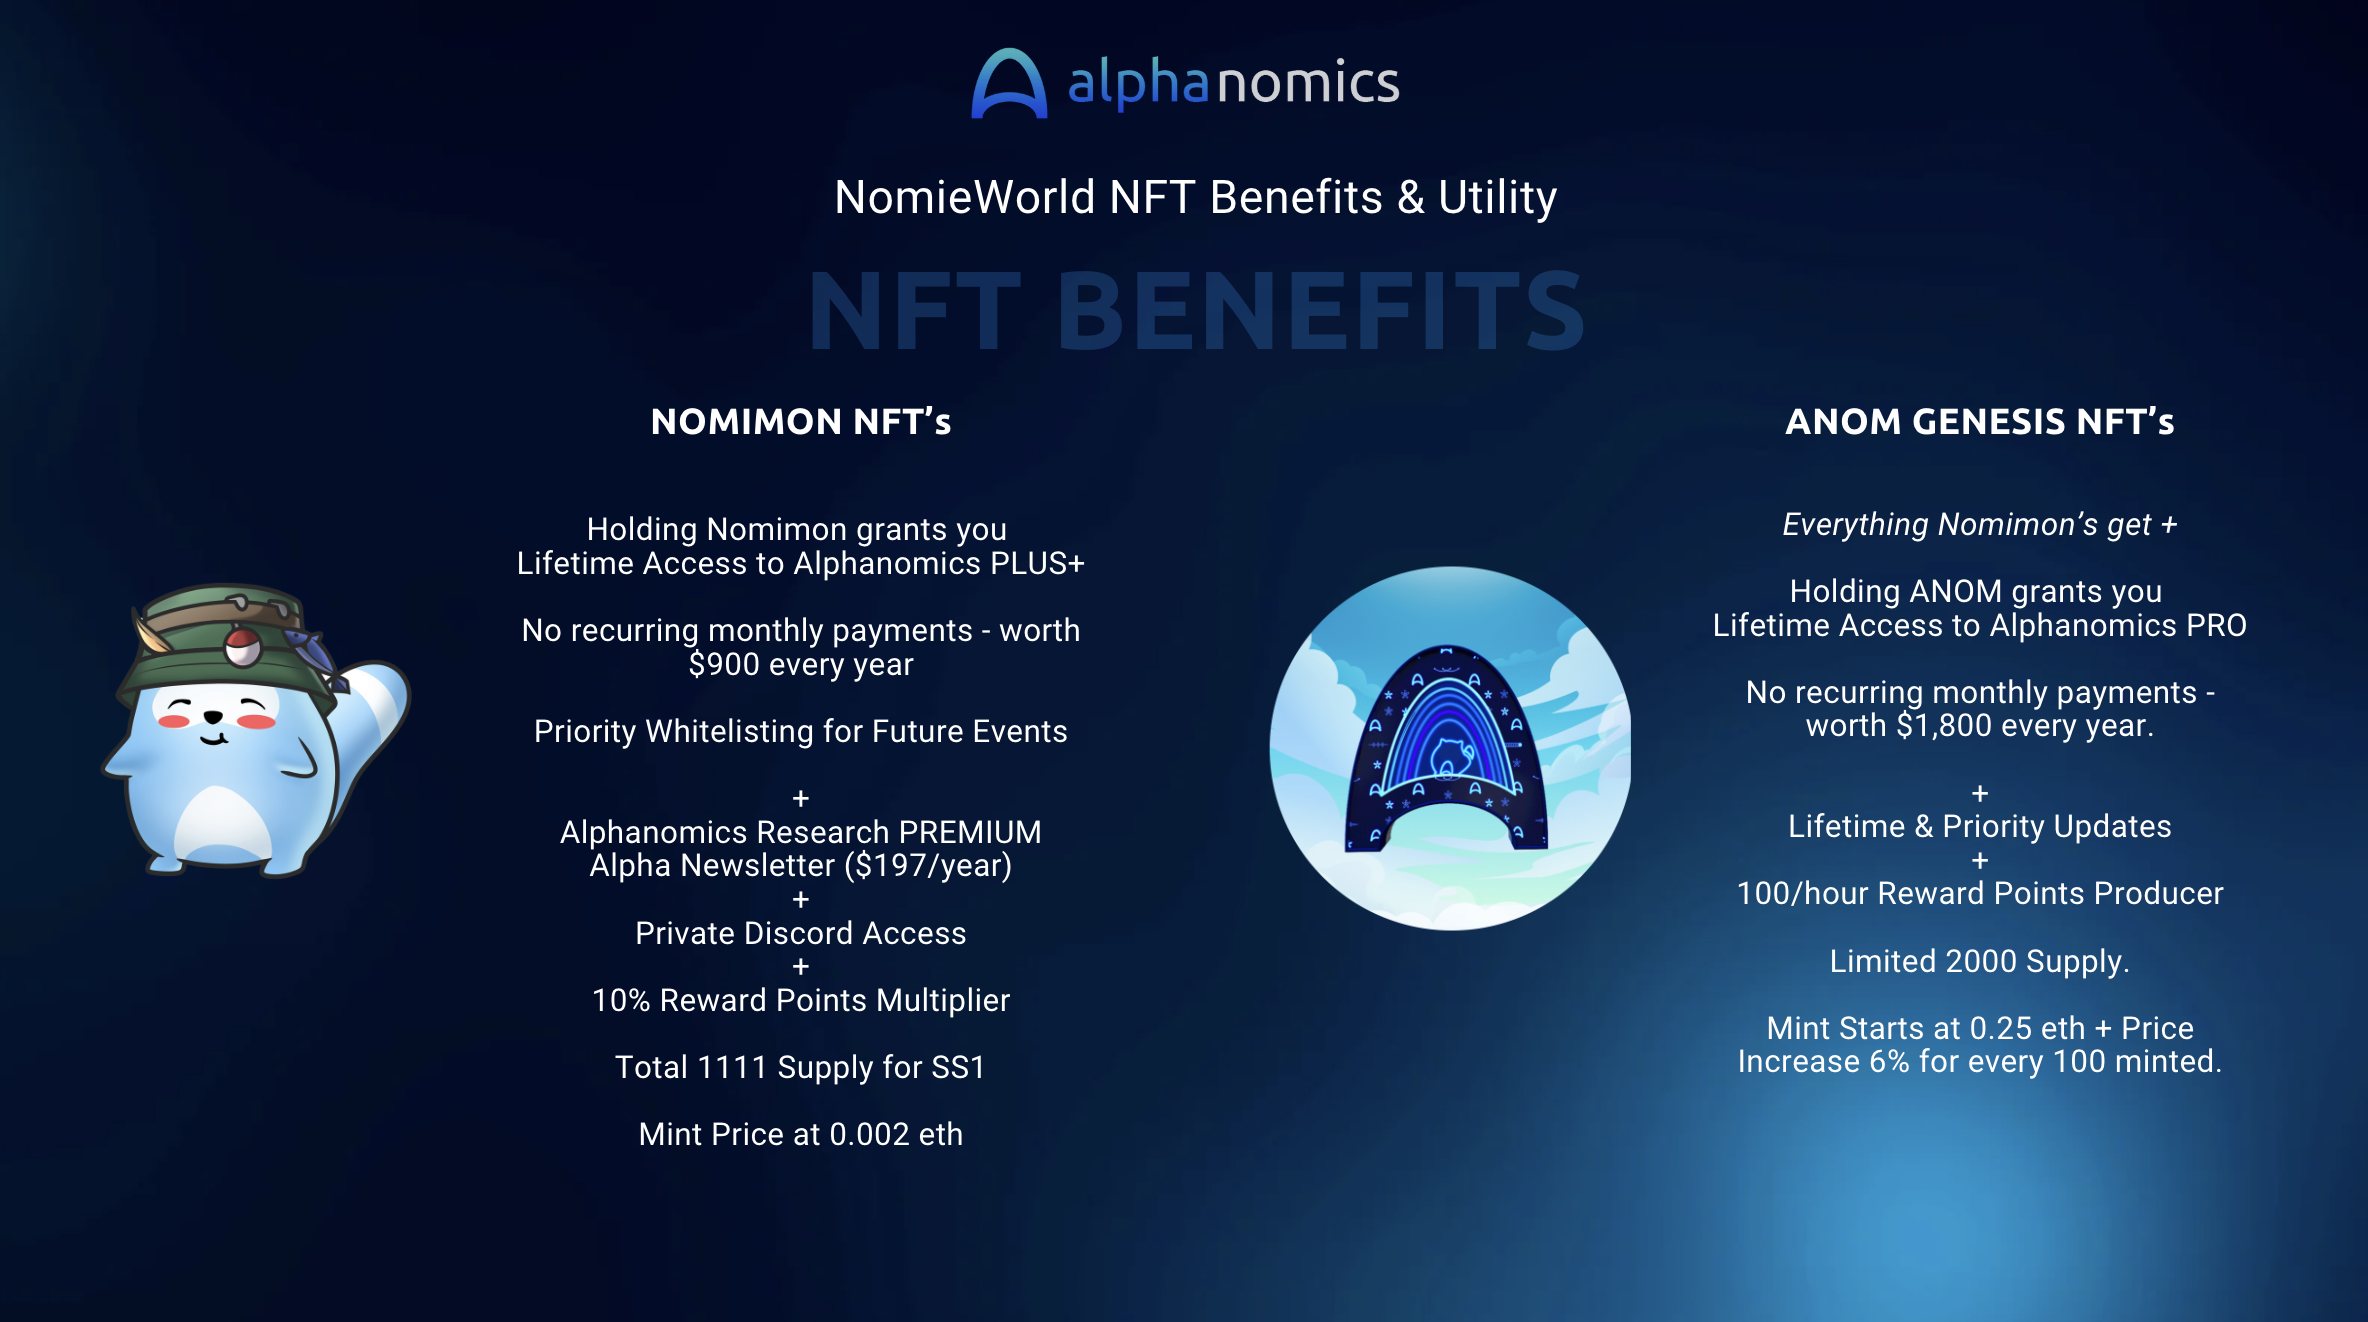 alphanomics
NomieWorld NFT Benefits & Utility
NFT BENEFITS
NOMIMON NFT’s
Holding Nomimon grants you
Lifetime Access to Alphanomics PLUS+
No recurring monthly payments - worth
$900 every year
Priority Whitelisting for Future Events
+
Alphanomics Research PREMIUM
Alpha Newsletter ($197/year)
+
Private Discord Access
+
10% Reward Points Multiplier
Total 1111 Supply for SS1
Mint Price at 0.002 eth
ANOM GENESIS NFT’s
Everything Nomimon’s get +
Holding ANOM grants you
Lifetime Access to Alphanomics PRO
No recurring monthly payments -
worth $1,800 every year.
+
Lifetime & Priority Updates
+
100/hour Reward Points Producer
Limited 2000 Supply.
Mint Starts at 0.25 eth + Price
Increase 6% for every 100 minted.